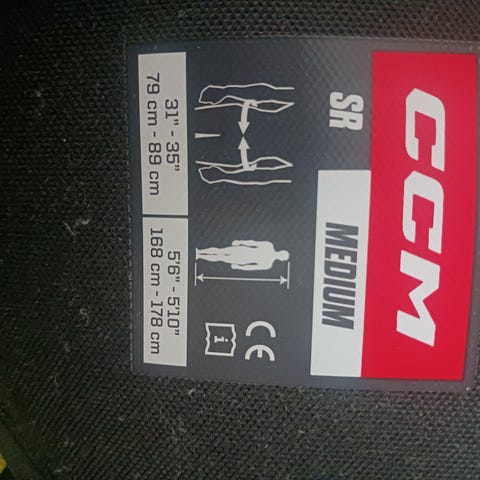 CCM
SR
MEDIUM
31" - 35"
79 cm - 89 cm
5'6" - 5'10"
168 cm - 178 cm
CE
i